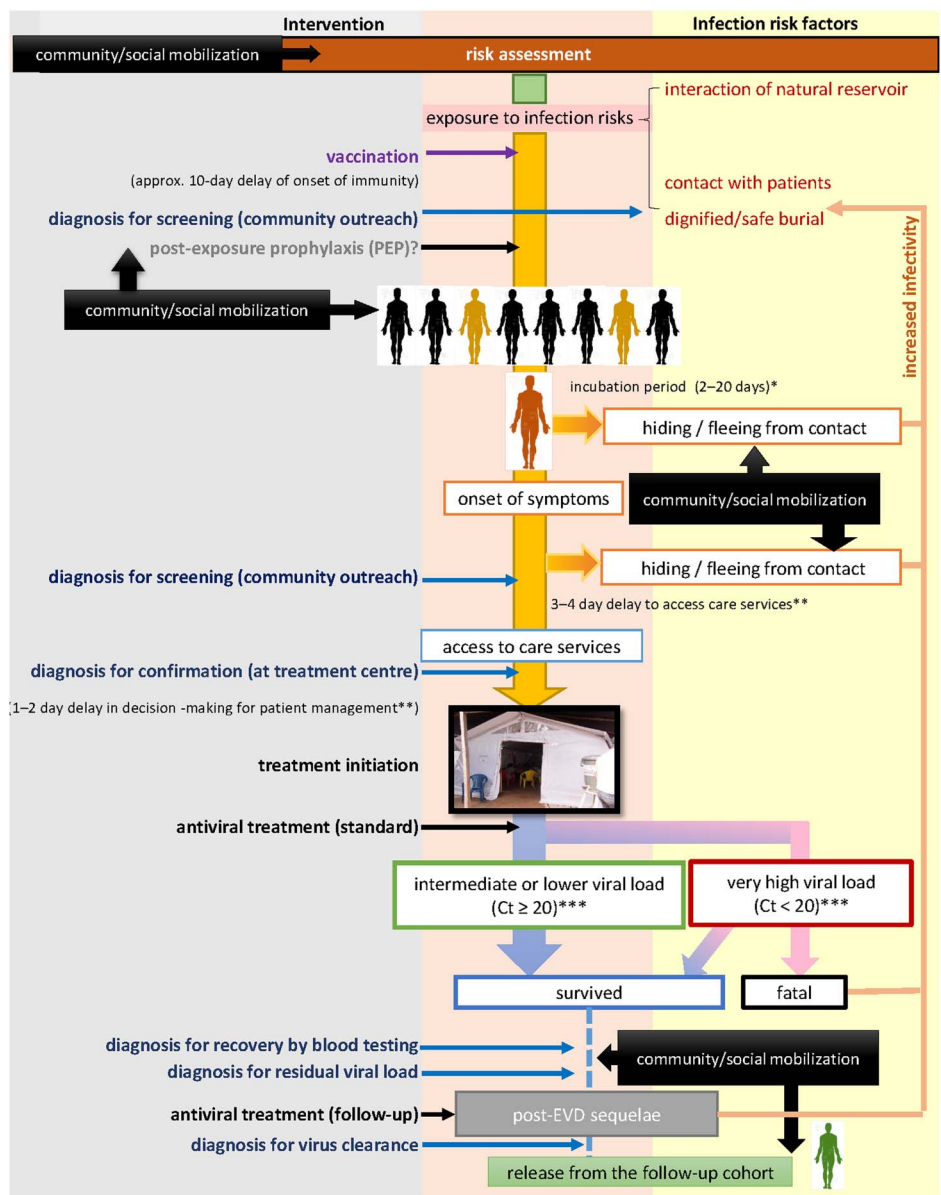 Intervention
Infection risk factors
community/social mobilization
risk assessment
interaction of natural reservoir
exposure to infection risks
vaccination
(approx. 10-day delay of onset of immunity)
contact with patients
diagnosis for screening (community outreach)
dignified/safe burial
post-exposure prophylaxis (PEP)?
increased infectivity
community/social mobilization
incubation period (2–20 days)*
hiding / fleeing from contact
onset of symptoms
community/social mobilization
diagnosis for screening (community outreach)
hiding / fleeing from contact
3–4 day delay to access care services**
access to care services
diagnosis for confirmation (at treatment centre)
(1–2 day delay in decision -making for patient management**)
treatment initiation
antiviral treatment (standard)
intermediate or lower viral load
(Ct ≥ 20)***
very high viral load
(Ct < 20)***
survived
fatal
diagnosis for recovery by blood testing
community/social mobilization
diagnosis for residual viral load
antiviral treatment (follow-up)
post-EVD sequelae
diagnosis for virus clearance
release from the follow-up cohort